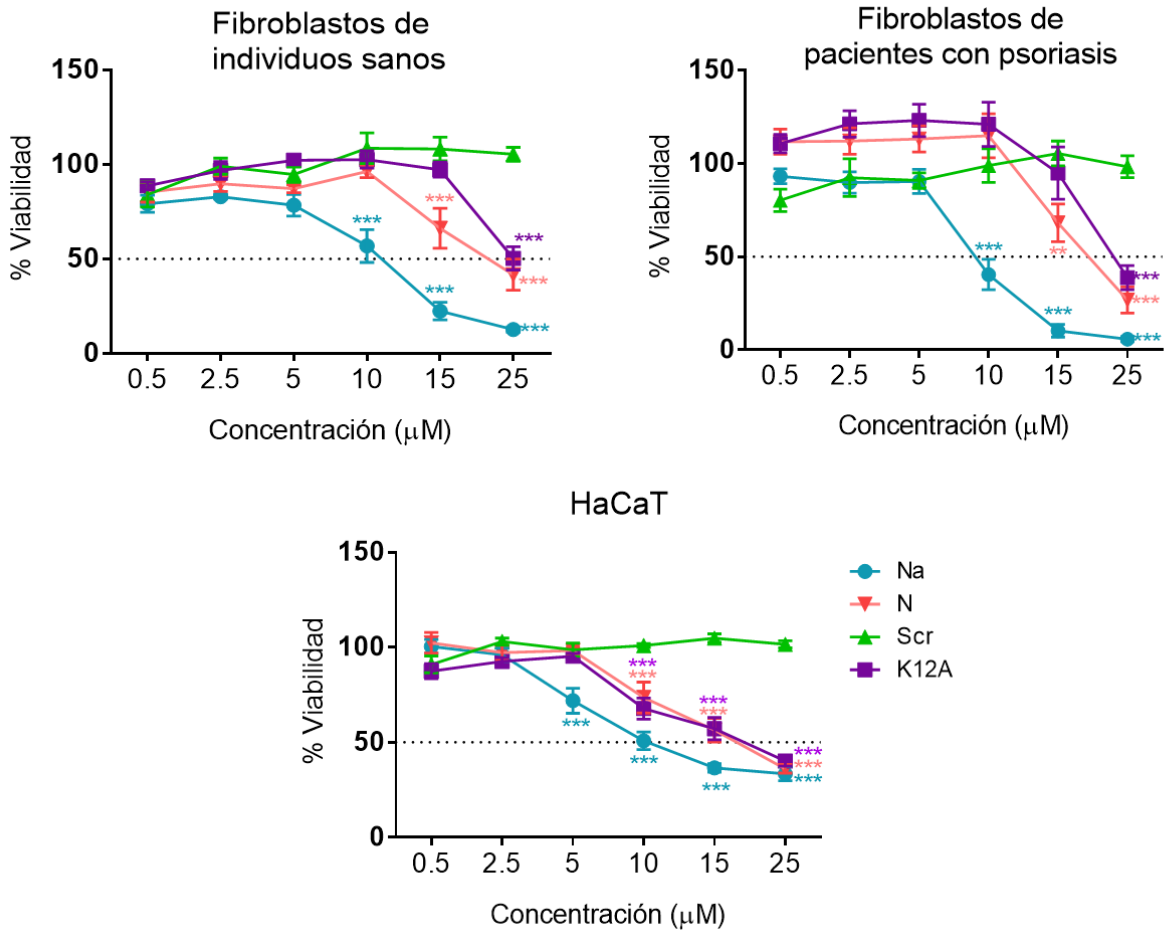 Fibroblastos de
individuos sanos
150
100
50
0
% Viabilidad
***
***
***
***
***
***
0.5 2.5 5 10 15 25
Concentración (μM)
Fibroblastos de
pacientes con psoriasis
150
100
50
0
% Viabilidad
***
**
***
***
***
***
0.5 2.5 5 10 15 25
Concentración (μM)
HaCaT
150
100
50
0
% Viabilidad
***
***
***
***
***
***
***
***
***
***
0.5 2.5 5 10 15 25
Concentración (μM)
Na
N
Scr
K12A